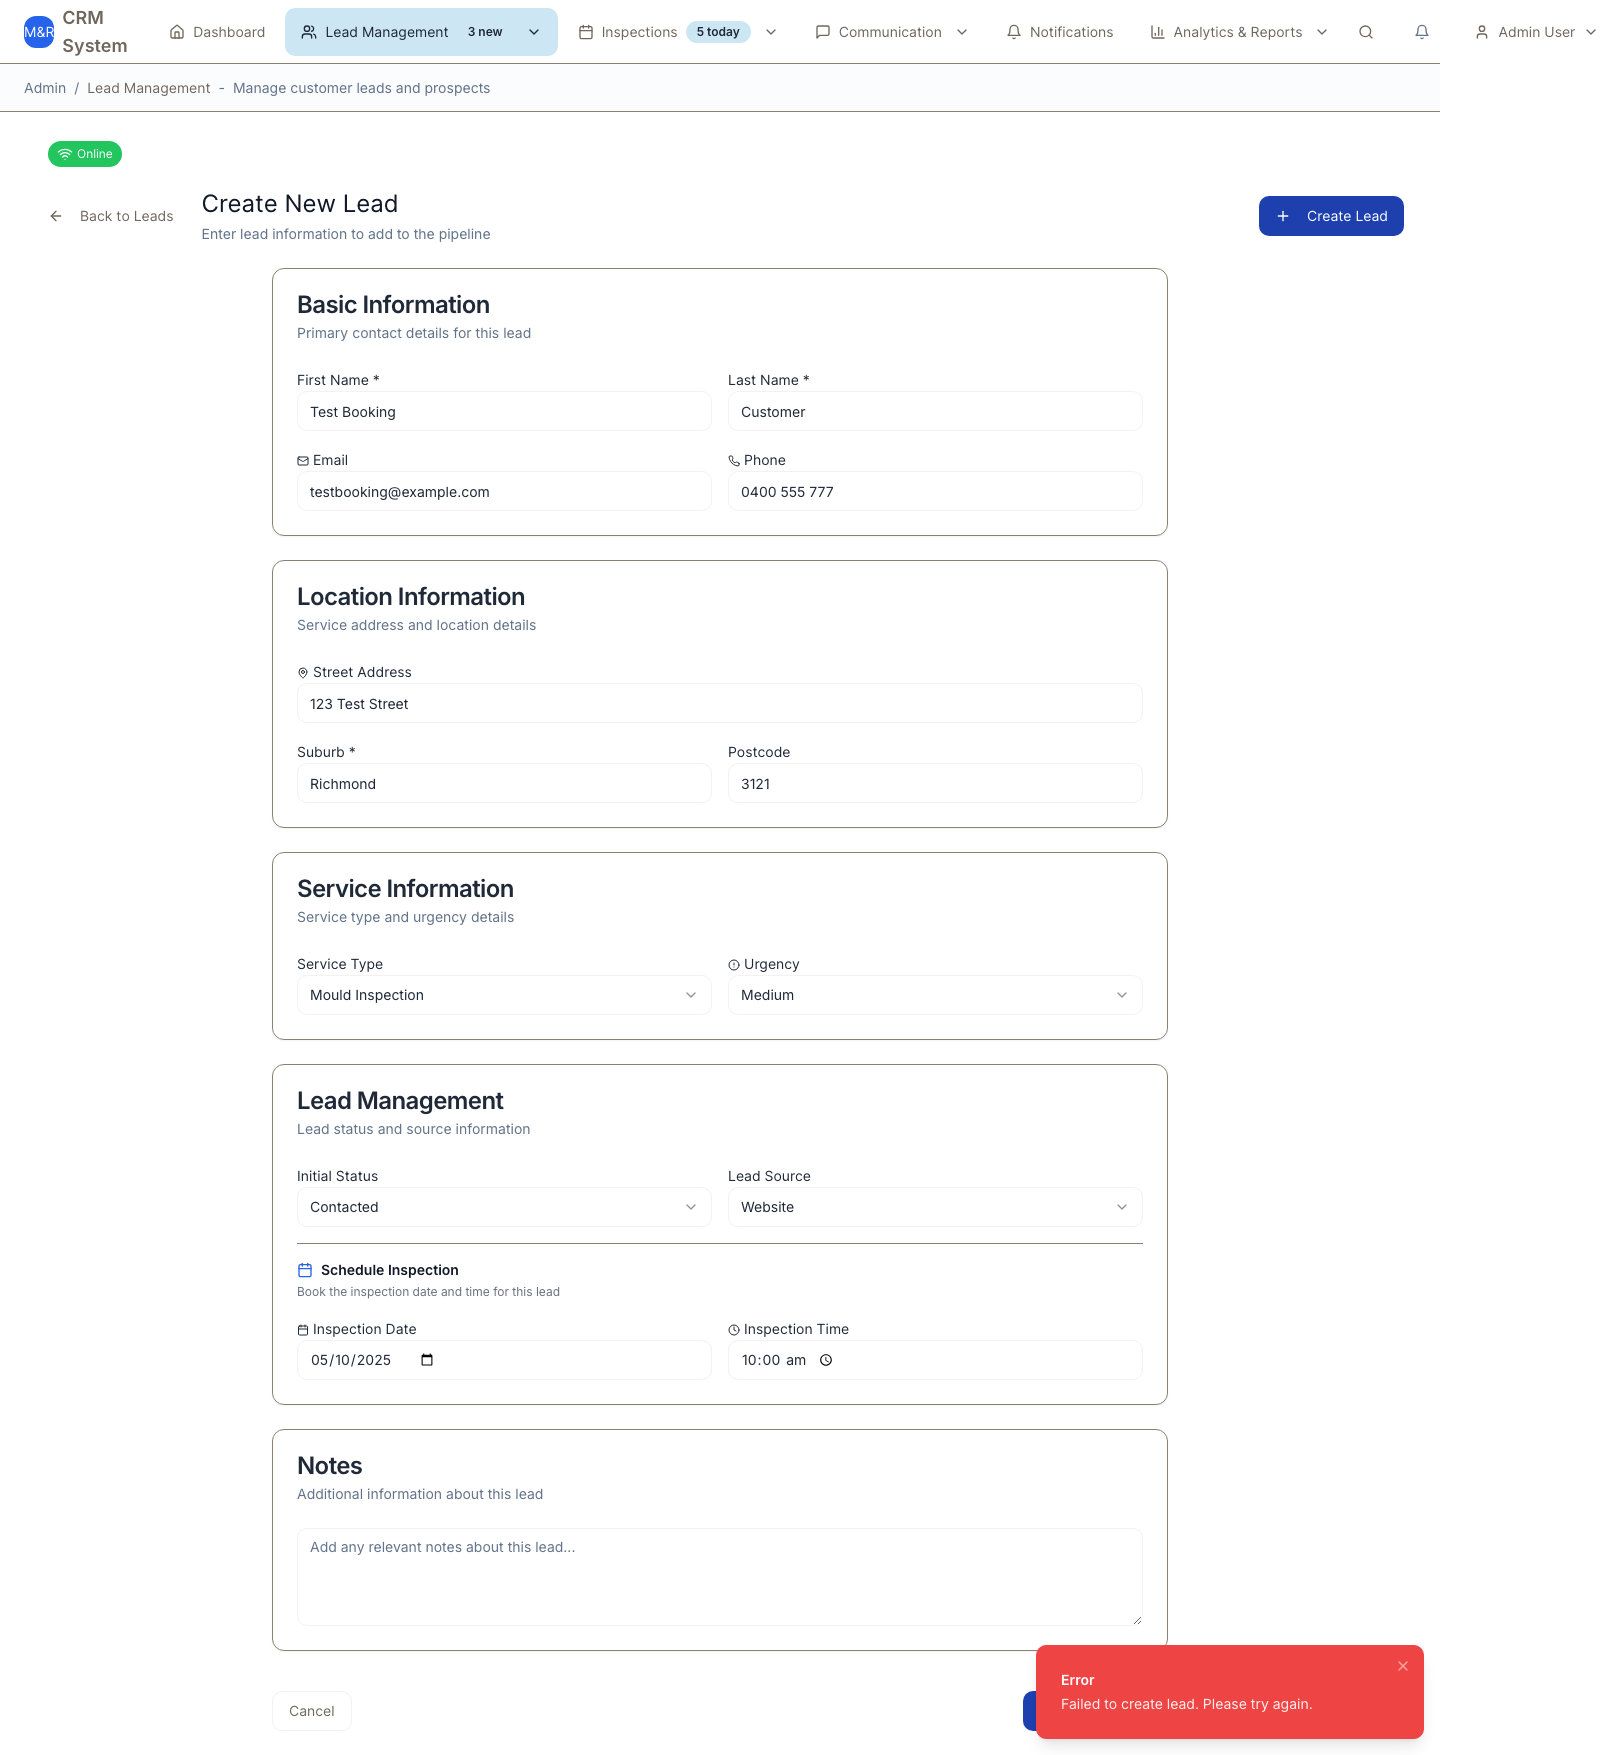 M&R
CRM System
Dashboard
Lead Management 3 new
Inspections 5 today
Communication
Notifications
Analytics & Reports
Admin User
Admin / Lead Management - Manage customer leads and prospects
Online
Back to Leads
Create New Lead
Enter lead information to add to the pipeline
Create Lead
Basic Information
Primary contact details for this lead
First Name *
Last Name *
Test Booking
Customer
Email
Phone
testbooking@example.com
0400 555 777
Location Information
Service address and location details
Street Address
123 Test Street
Suburb *
Postcode
Richmond
3121
Service Information
Service type and urgency details
Service Type
Urgency
Mould Inspection
Medium
Lead Management
Lead status and source information
Initial Status
Lead Source
Contacted
Website
Schedule Inspection
Book the inspection date and time for this lead
Inspection Date
Inspection Time
05/10/2025
10:00 am
Notes
Additional information about this lead
Add any relevant notes about this lead...
Cancel
Error
Failed to create lead. Please try again.